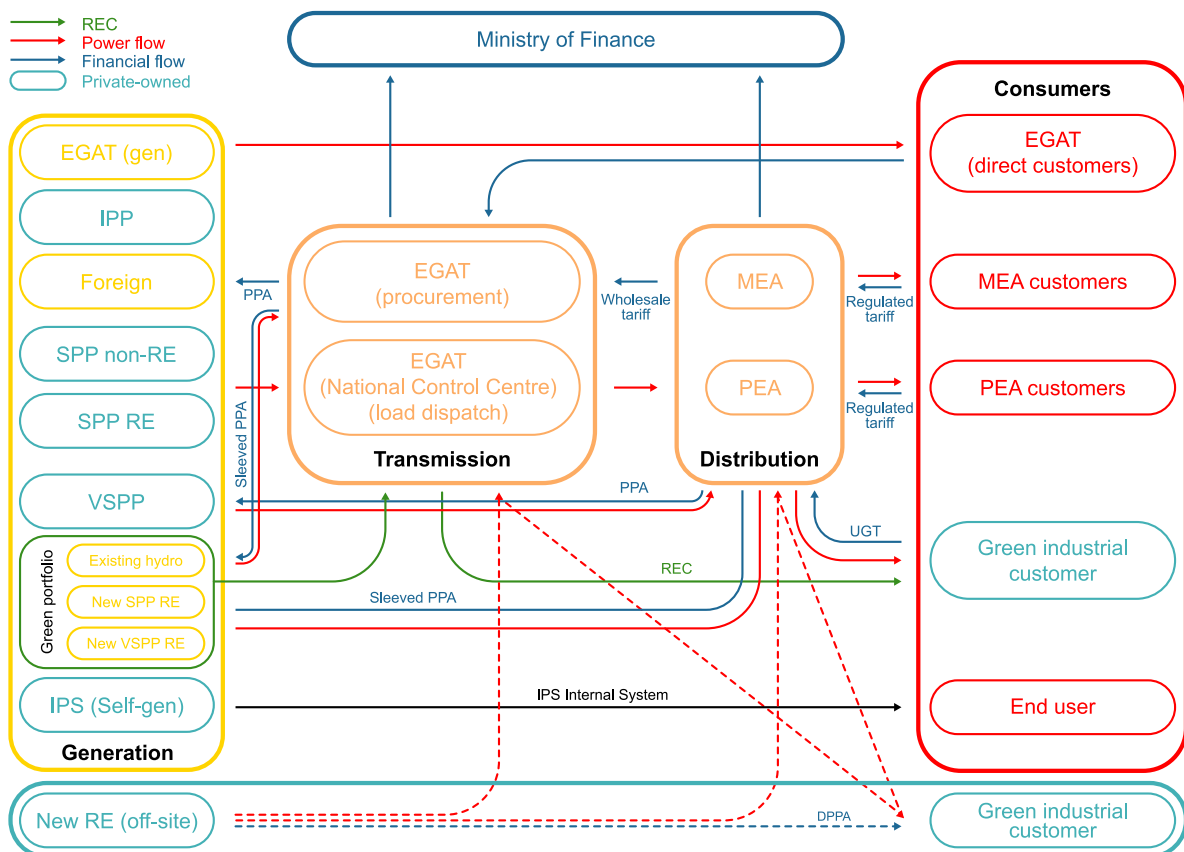 REC
Power flow
Financial flow
Private-owned
Ministry of Finance
Consumers
EGAT (gen)
EGAT
(direct customers)
IPP
Foreign
PPA
EGAT
(procurement)
Wholesale
tariff
MEA
Regulated
tariff
MEA customers
SPP non-RE
EGAT
(National Control Centre)
(load dispatch)
PEA
Regulated
tariff
PEA customers
SPP RE
Sleeved PPA
Transmission
Distribution
VSPP
PPA
UGT
Green portfolio
Existing hydro
New SPP RE
New VSPP RE
REC
Sleeved PPA
Green industrial
customer
IPS (Self-gen)
IPS Internal System
End user
Generation
New RE (off-site)
DPPA
Green industrial
customer